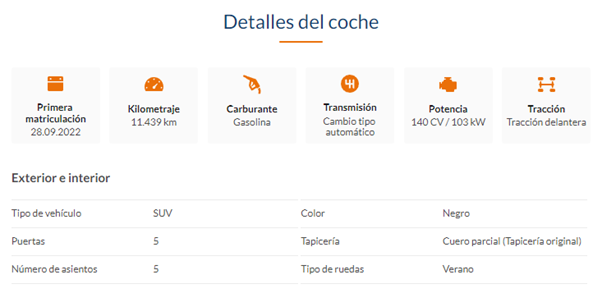 Detalles del coche
Primera
matriculación
28.09.2022
Kilometraje
11.439 km
Carburante
Gasolina
Transmisión
Cambio tipo
automático
Potencia
140 CV / 103 kW
Tracción
Tracción delantera
Exterior e interior
Tipo de vehículo SUV Color Negro
Puertas 5 Tapicería Cuero parcial (Tapicería original)
Número de asientos 5 Tipo de ruedas Verano